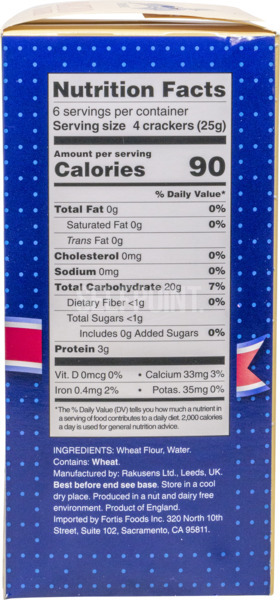 Nutrition Facts
6 servings per container
Serving size 4 crackers (25g)
Amount per serving
Calories 90
% Daily Value*
Total Fat 0g 0%
Saturated Fat 0g 0%
Trans Fat 0g
Cholesterol 0mg 0%
Sodium 0mg 0%
Total Carbohydrate 20g 7%
Dietary Fiber <1g 0%
Total Sugars <1g
Includes 0g Added Sugars 0%
Protein 3g
Vit. D 0mcg 0% • Calcium 33mg 3%
Iron 0.4mg 2% • Potas. 35mg 0%
*The % Daily Value (DV) tells you how much a nutrient in
a serving of food contributes to a daily diet. 2,000 calories
a day is used for general nutrition advice.
INGREDIENTS: Wheat Flour, Water.
Contains: Wheat.
Manufactured by: Rakusens Ltd., Leeds, UK.
Best before end see base. Store in a cool
dry place. Produced in a nut and dairy free
environment. Product of England.
Imported by Fortis Foods Inc. 320 North 10th
Street, Suite 102, Sacramento, CA 95811.